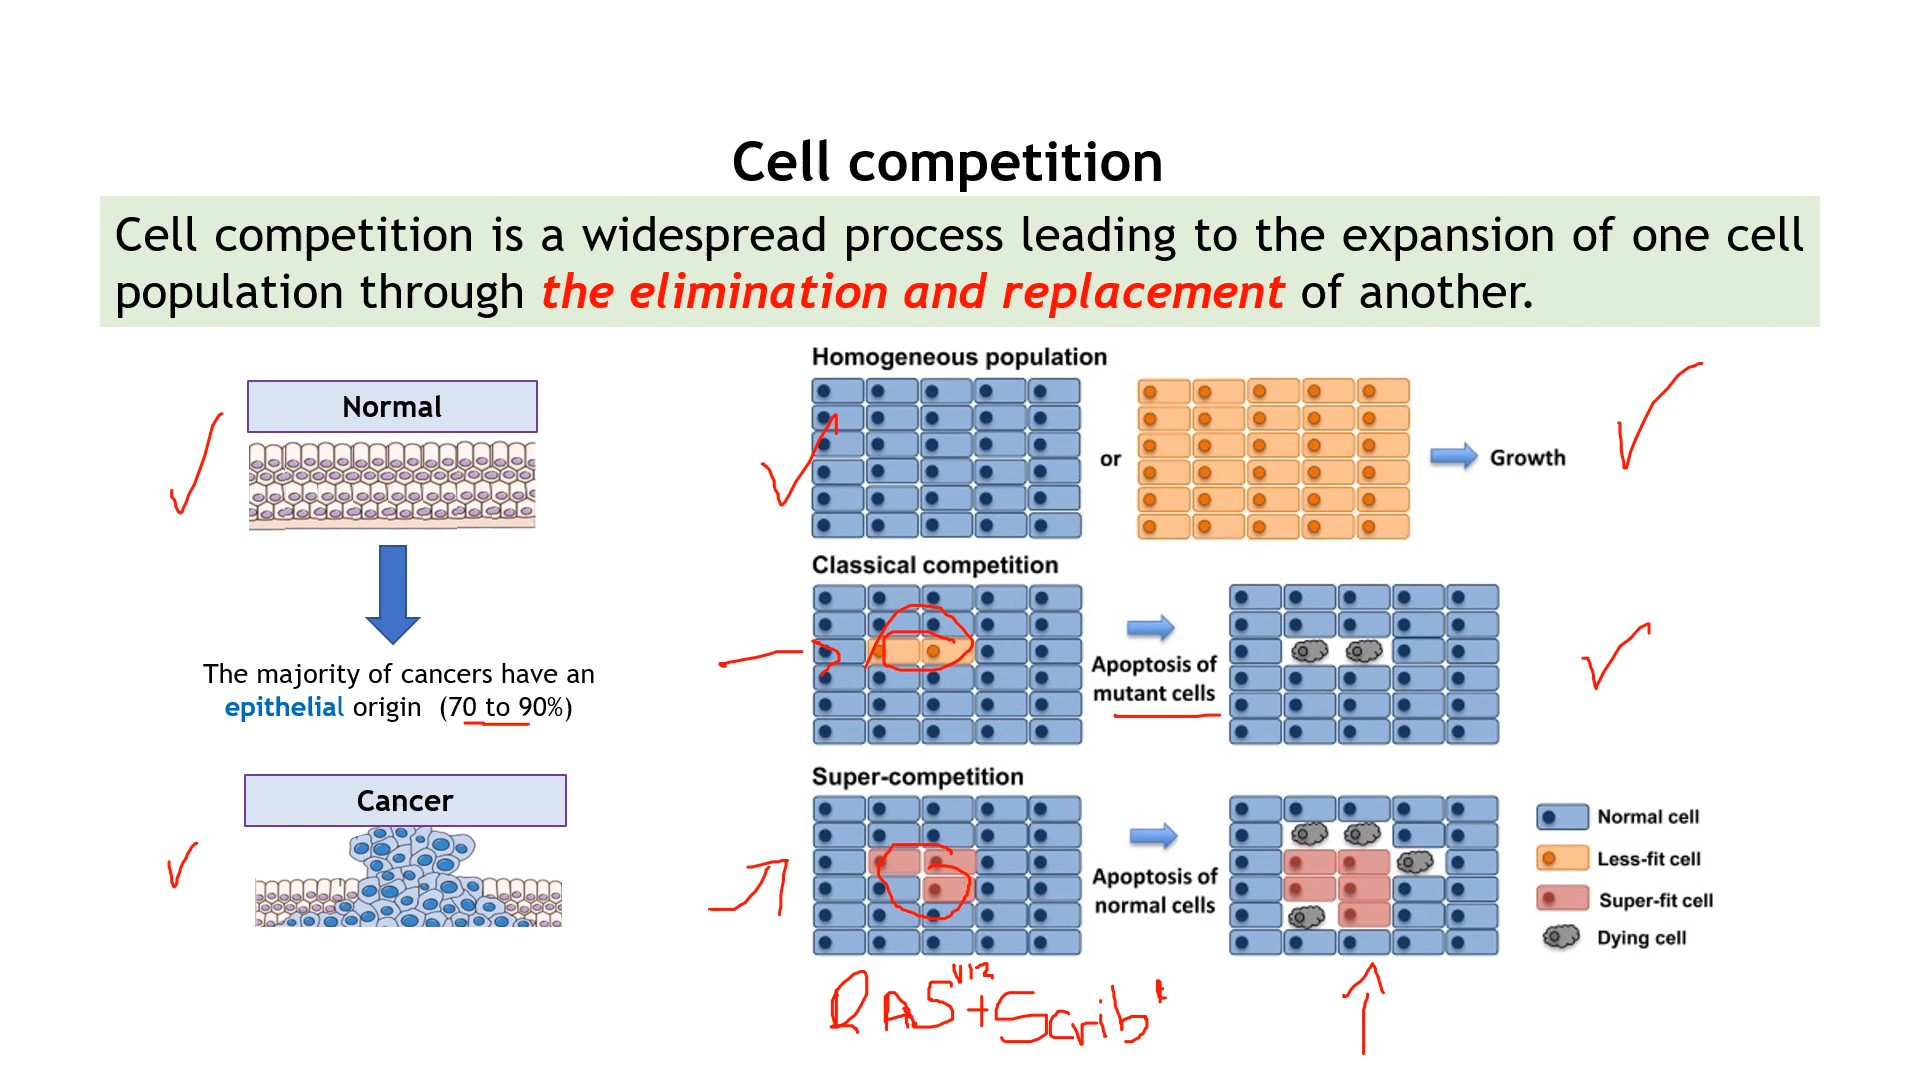 Cell competition
Cell competition is a widespread process leading to the expansion of one cell
population through the elimination and replacement of another.
Normal
The majority of cancers have an
epithelial origin (70 to 90%)
Cancer
Homogeneous population
or
Growth
Classical competition
Apoptosis of
mutant cells
Super-competition
Apoptosis of
normal cells
Normal cell
Less-fit cell
Super-fit cell
Dying cell
RAS V12 + Scrib